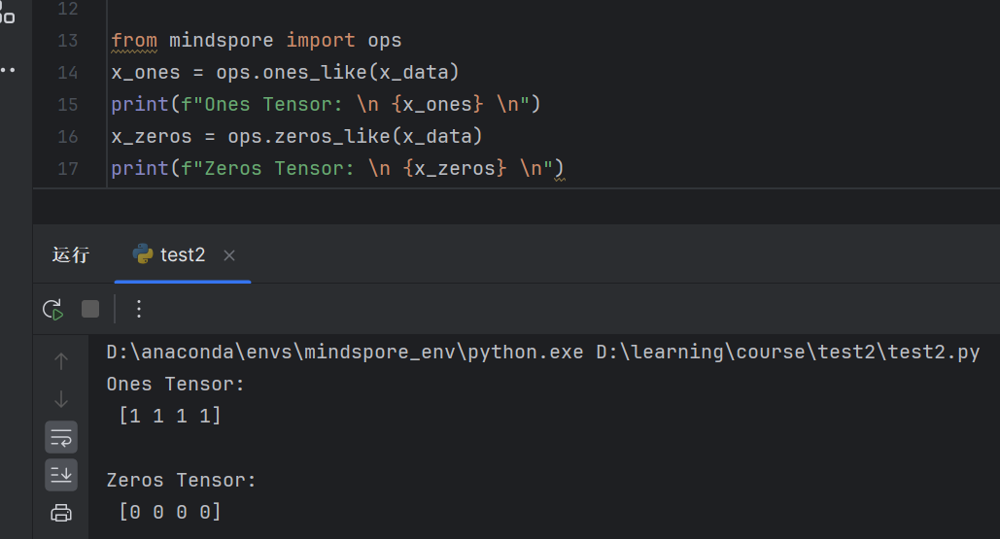 12
13 from mindspore import ops
14 x_ones = ops.ones_like(x_data)
15 print(f"Ones Tensor: \n {x_ones} \n")
16 x_zeros = ops.zeros_like(x_data)
17 print(f"Zeros Tensor: \n {x_zeros} \n")
运行 test2
D:\anaconda\envs\mindspore_env\python.exe D:\learning\course\test2\test2.py
Ones Tensor:
[1 1 1 1]
Zeros Tensor:
[0 0 0 0]